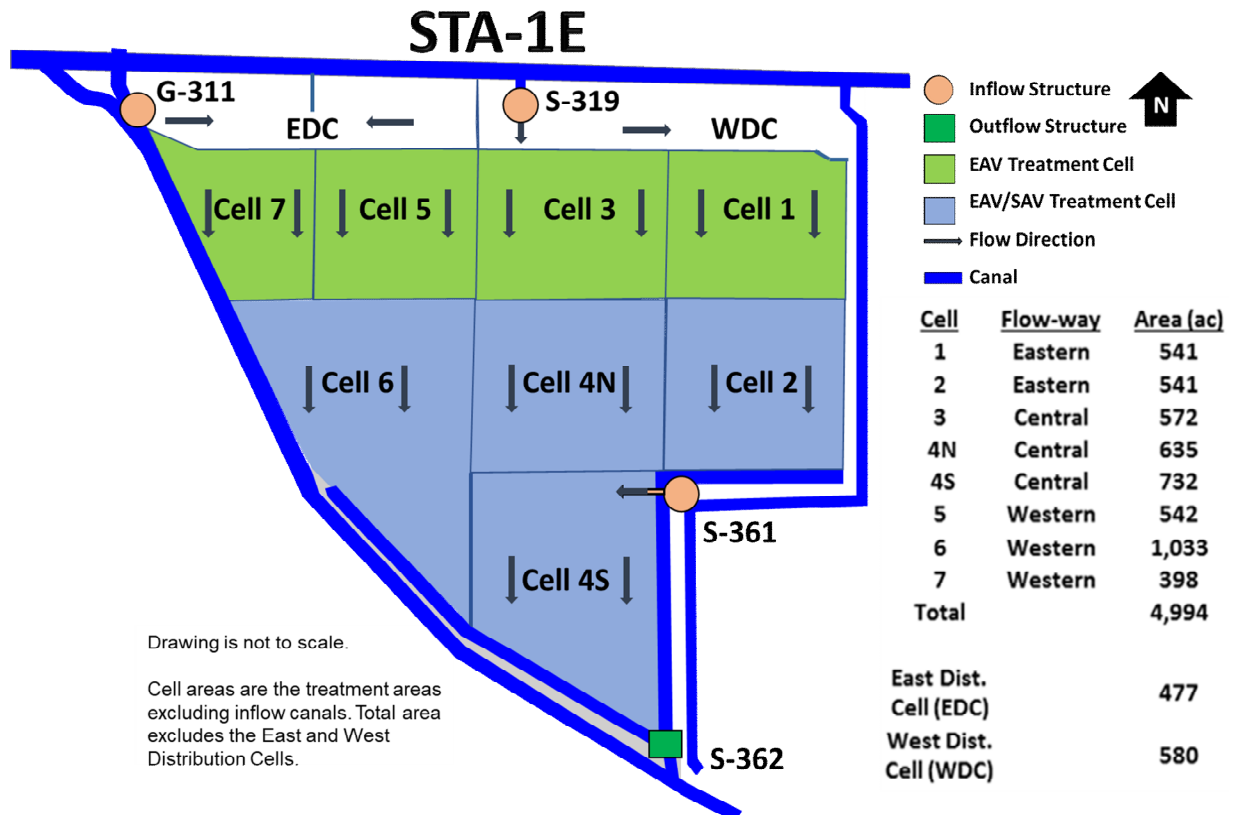 STA-1E
G-311
S-319
EDC
WDC
Cell 7
Cell 5
Cell 3
Cell 1
Cell 6
Cell 4N
Cell 2
S-361
Cell 4S
S-362
Drawing is not to scale.
Cell areas are the treatment areas
excluding inflow canals. Total area
excludes the East and West
Distribution Cells.
Inflow Structure
N
Outflow Structure
EAV Treatment Cell
EAV/SAV Treatment Cell
Flow Direction
Canal
Cell Flow-way Area (ac)
1 Eastern 541
2 Eastern 541
3 Central 572
4N Central 635
4S Central 732
5 Western 542
6 Western 1,033
7 Western 398
Total 4,994
East Dist.
Cell (EDC) 477
West Dist.
Cell (WDC) 580